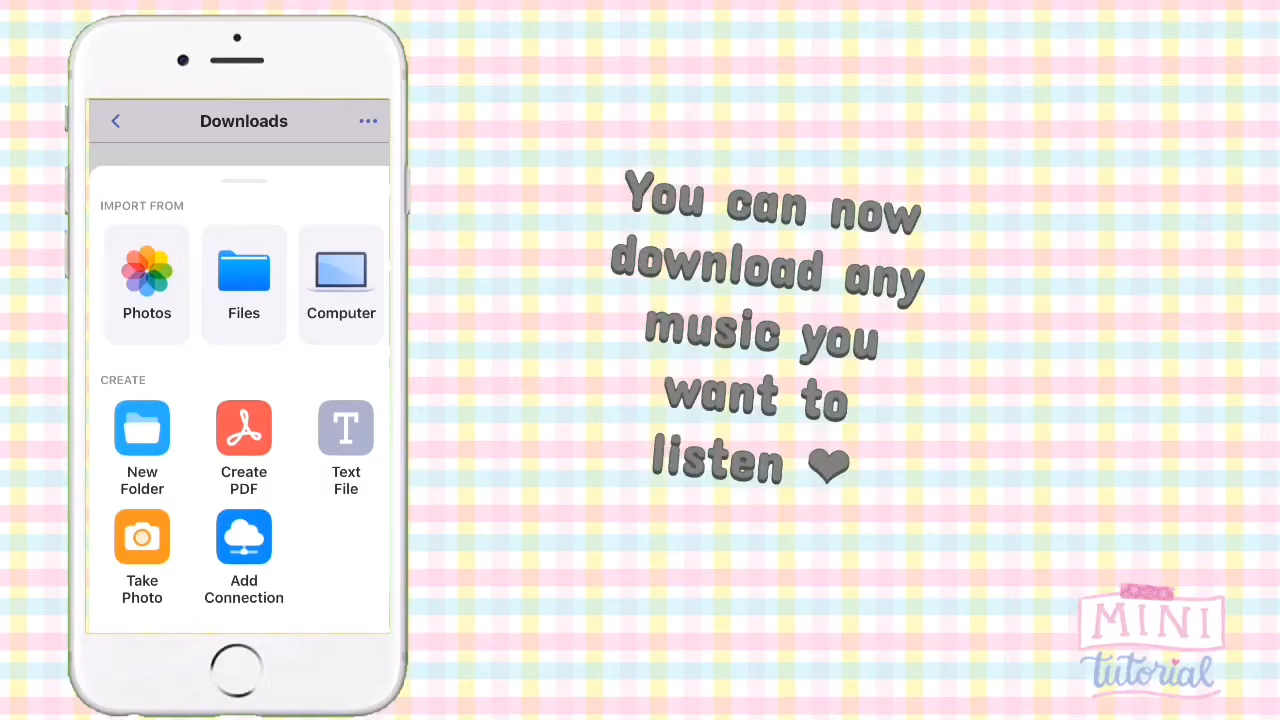 Downloads
IMPORT FROM
Photos
Files
Computer
CREATE
New
Folder
Create
PDF
Text
File
Take
Photo
Add
Connection
You can now
download any
music you
want to
listen ❤
MINI
tutorial